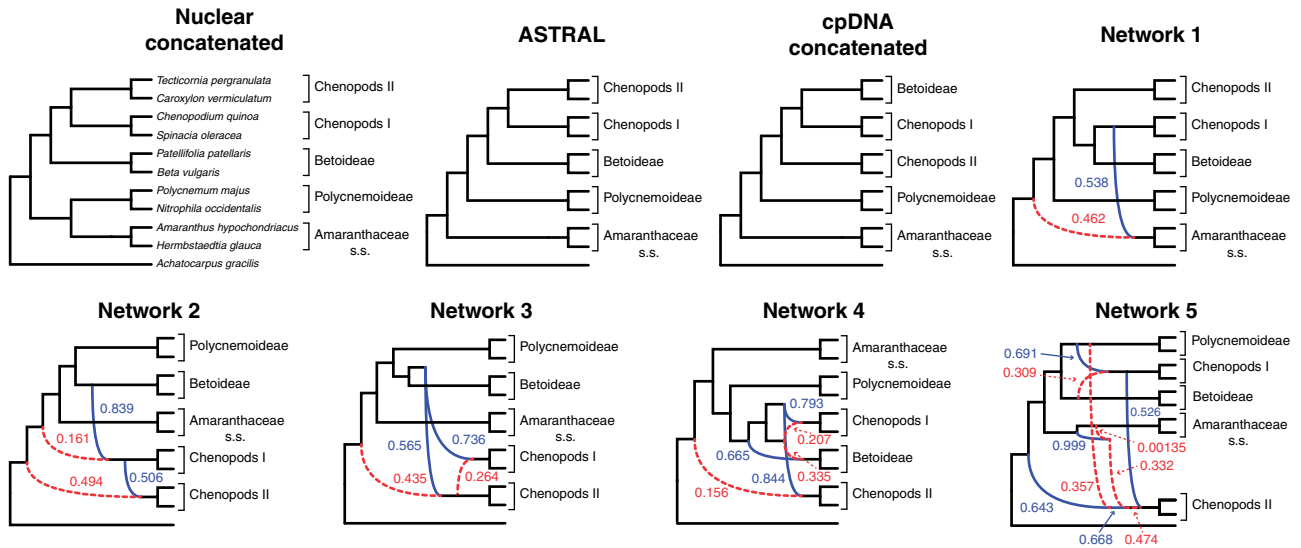 Nuclear
concatenated
Tecticornia pergranulata
Caroxylon vermiculatum
Chenopodium quinoa
Spinacia oleracea
Patellifolia patellaris
Beta vulgaris
Polycnemum majus
Nitrophila occidentalis
Amaranthus hypochondriacus
Hermbstaedtia glauca
Achatocarpus gracilis
Chenopods II
Chenopods I
Betoideae
Polycnemoideae
Amaranthaceae
s.s.
ASTRAL
Chenopods II
Chenopods I
Betoideae
Polycnemoideae
Amaranthaceae
s.s.
cpDNA
concatenated
Betoideae
Chenopods I
Chenopods II
Polycnemoideae
Amaranthaceae
s.s.
Network 1
Chenopods II
Chenopods I
Betoideae
0.538
Polycnemoideae
0.462
Amaranthaceae
s.s.
Network 2
Polycnemoideae
Betoideae
0.839
Amaranthaceae
s.s.
0.161
Chenopods I
0.494
0.506
Chenopods II
Network 3
Polycnemoideae
Betoideae
Amaranthaceae
s.s.
0.565
0.736
Chenopods I
0.435
0.264
Chenopods II
Network 4
Amaranthaceae
s.s.
Polycnemoideae
0.793
Chenopods I
0.207
0.665
Betoideae
0.335
0.844
0.156
Chenopods II
Network 5
Polycnemoideae
0.691
0.309
Chenopods I
Betoideae
0.526
Amaranthaceae
s.s.
0.999
0.00135
0.332
0.357
0.643
Chenopods II
0.668
0.474